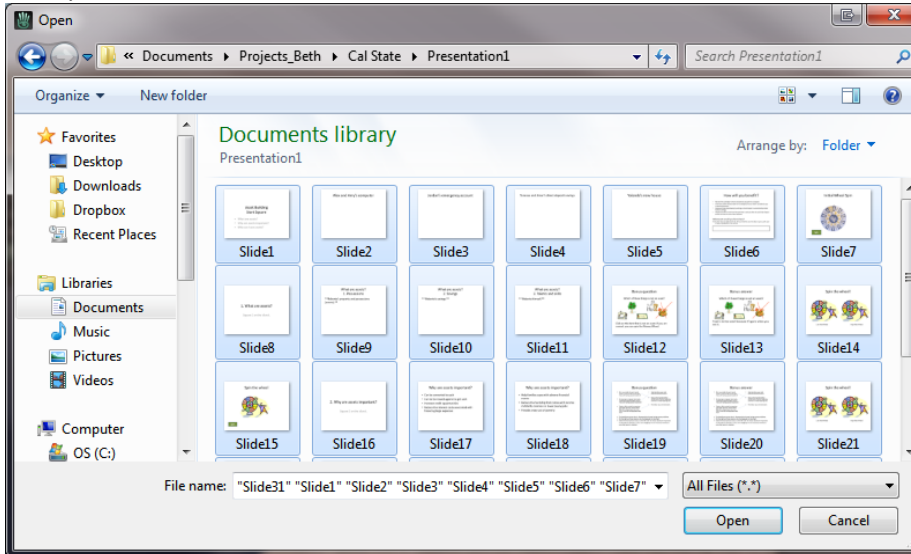 Open
« Documents Projects_Beth Cal State Presentation1 Search Presentation1
Organize New folder
Favorites
Desktop
Downloads
Dropbox
Recent Places
Libraries
Documents
Music
Pictures
Videos
Computer
OS (C:)
Documents library
Presentation1
Arrange by: Folder
Slide1 Slide2 Slide3 Slide4 Slide5 Slide6 Slide7
Slide8 Slide9 Slide10 Slide11 Slide12 Slide13 Slide14
Slide15 Slide16 Slide17 Slide18 Slide19 Slide20 Slide21
File name: "Slide31" "Slide1" "Slide2" "Slide3" "Slide4" "Slide5" "Slide6" "Slide7" All Files (*.*)
Open Cancel